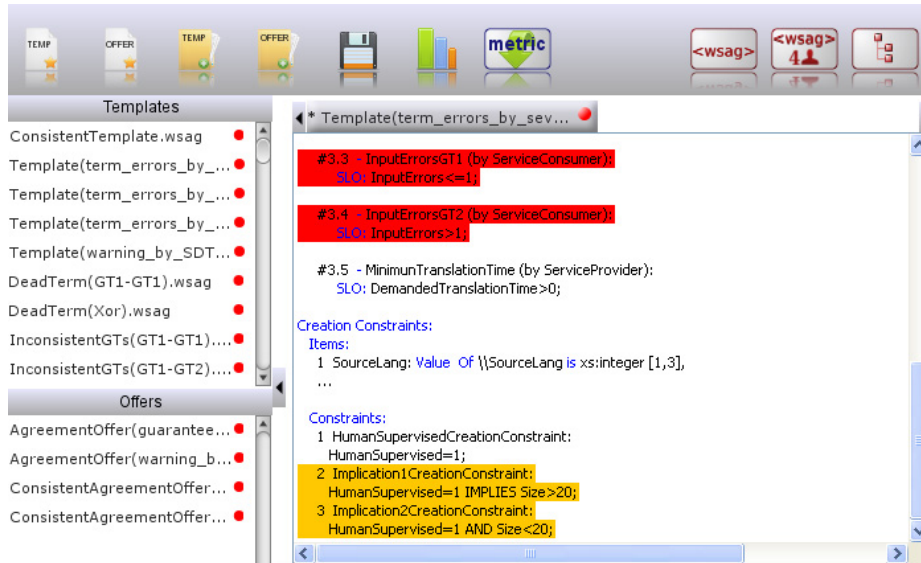 TEMP
OFFER
TEMP
OFFER
metric
<wsag>
<wsag>
4
Templates
ConsistentTemplate.wsag
Template(term_errors_by_...
Template(term_errors_by_...
Template(term_errors_by_...
Template(warning_by_SDT...
DeadTerm(GT1-GT1).wsag
DeadTerm(Xor).wsag
InconsistentGTs(GT1-GT1)....
InconsistentGTs(GT1-GT2)....
Offers
AgreementOffer(guarantee...
AgreementOffer(warning_b...
ConsistentAgreementOffer...
ConsistentAgreementOffer...
* Template(term_errors_by_sev...
#3.3 - InputErrorsGT1 (by ServiceConsumer):
SLO: InputErrors<=1;
#3.4 - InputErrorsGT2 (by ServiceConsumer):
SLO: InputErrors>1;
#3.5 - MinimunTranslationTime (by ServiceProvider):
SLO: DemandedTranslationTime>0;
Creation Constraints:
Items:
1 SourceLang: Value Of \\SourceLang is xs:integer [1,3],
...
Constraints:
1 HumanSupervisedCreationConstraint:
HumanSupervised=1;
2 Implication1CreationConstraint:
HumanSupervised=1 IMPLIES Size>20;
3 Implication2CreationConstraint:
HumanSupervised=1 AND Size<20;